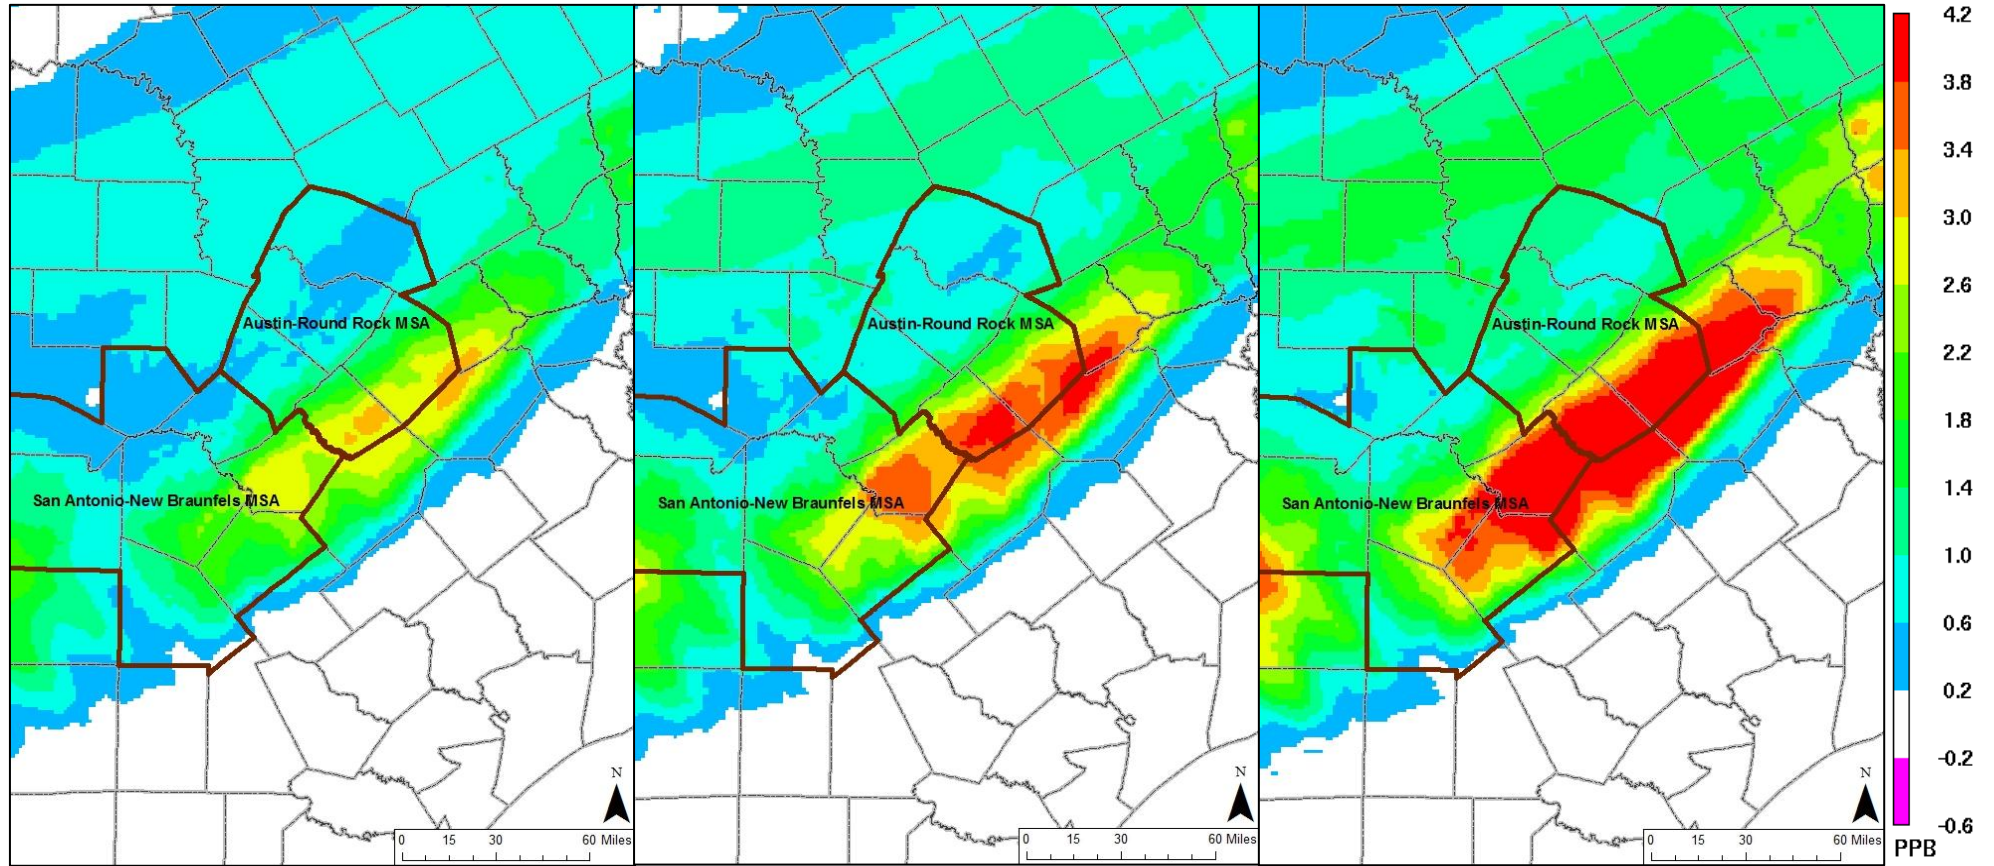 Austin-Round Rock MSA
San Antonio-New Braunfels MSA
N
0 15 30 60 Miles
Austin-Round Rock MSA
San Antonio-New Braunfels MSA
N
0 15 30 60 Miles
Austin-Round Rock MSA
San Antonio-New Braunfels MSA
N
0 15 30 60 Miles
4.2
3.8
3.4
3.0
2.6
2.2
1.8
1.4
1.0
0.6
0.2
-0.2
-0.6
PPB